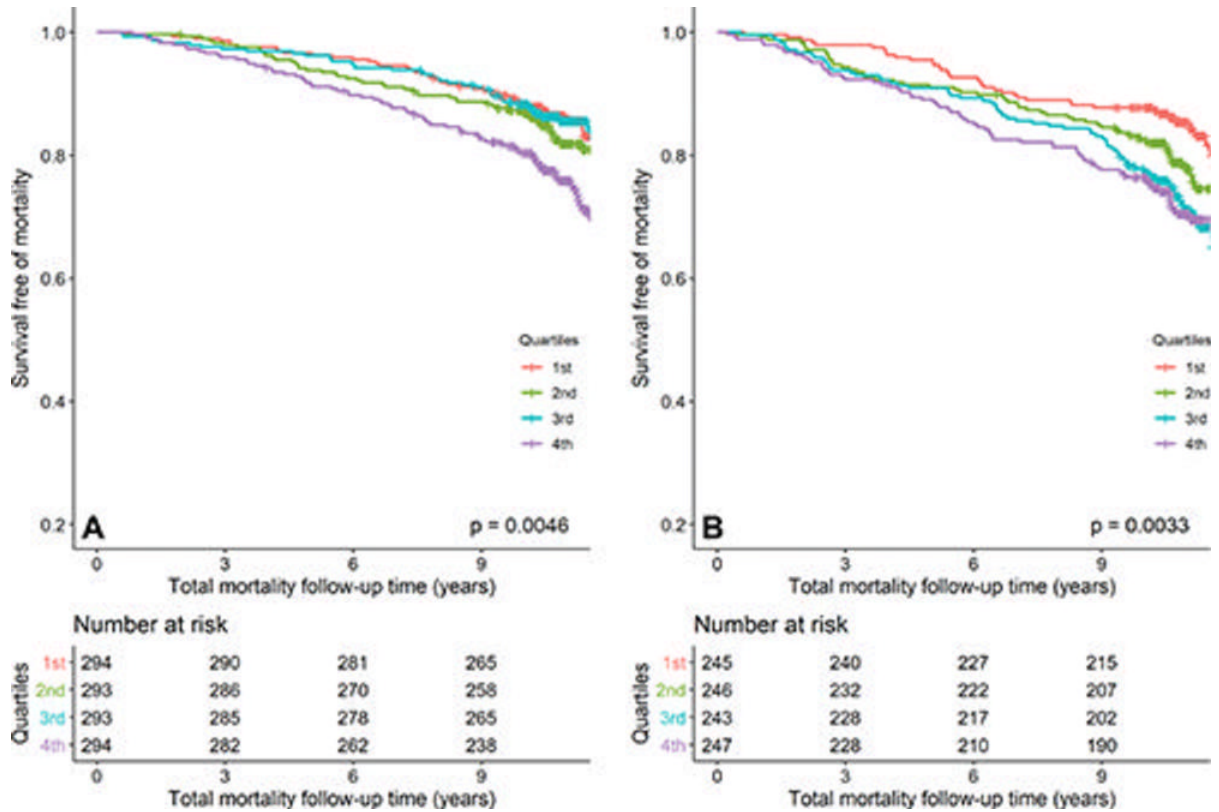 1.0
0.8
0.6
0.4
0.2
Survival free of mortality
Quartiles
1st
2nd
3rd
4th
A
p = 0.0046
0 3 6 9
Total mortality follow-up time (years)
Number at risk
Quartiles
1st 294 290 281 265
2nd 293 286 270 258
3rd 293 285 278 265
4th 294 282 262 238
0 3 6 9
Total mortality follow-up time (years)
1.0
0.8
0.6
0.4
0.2
Survival free of mortality
Quartiles
1st
2nd
3rd
4th
B
p = 0.0033
0 3 6 9
Total mortality follow-up time (years)
Number at risk
Quartiles
1st 245 240 227 215
2nd 246 232 222 207
3rd 243 228 217 202
4th 247 228 210 190
0 3 6 9
Total mortality follow-up time (years)